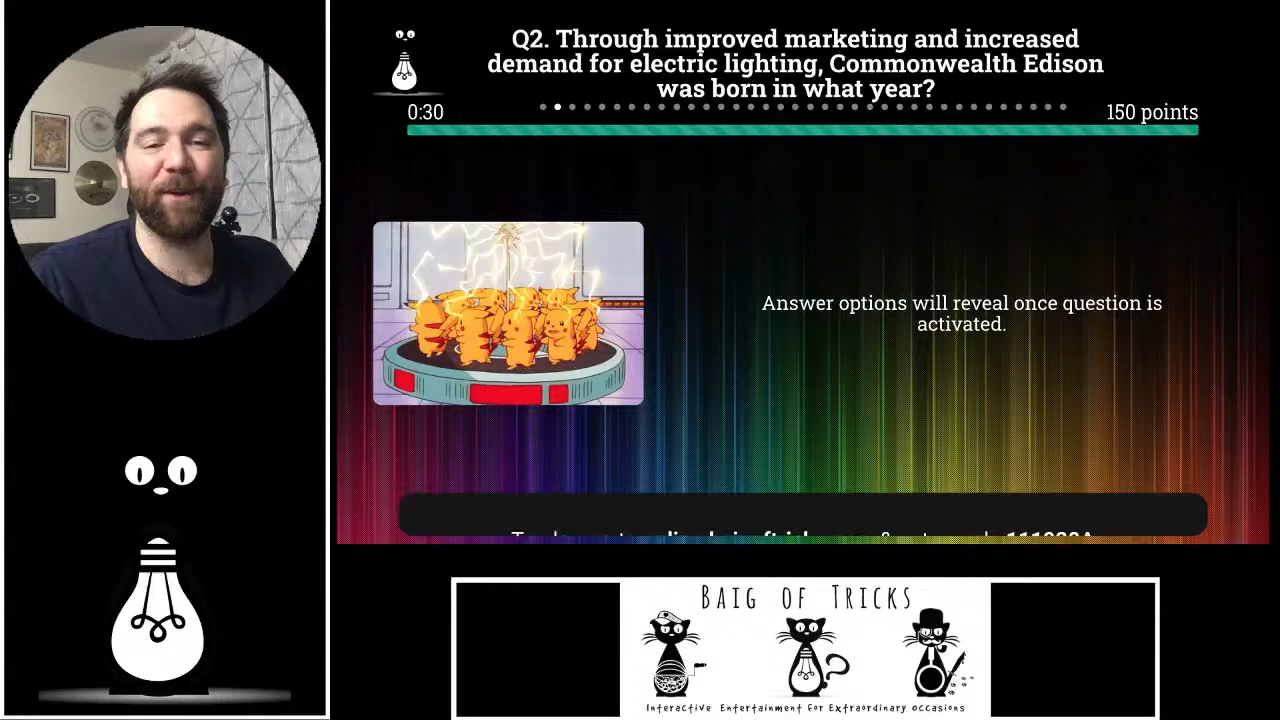 Q2. Through improved marketing and increased
demand for electric lighting, Commonwealth Edison
was born in what year?
0:30
150 points
Answer options will reveal once question is
activated.
BAIG OF TRICKS
Interactive Entertainment for Extraordinary Occasions